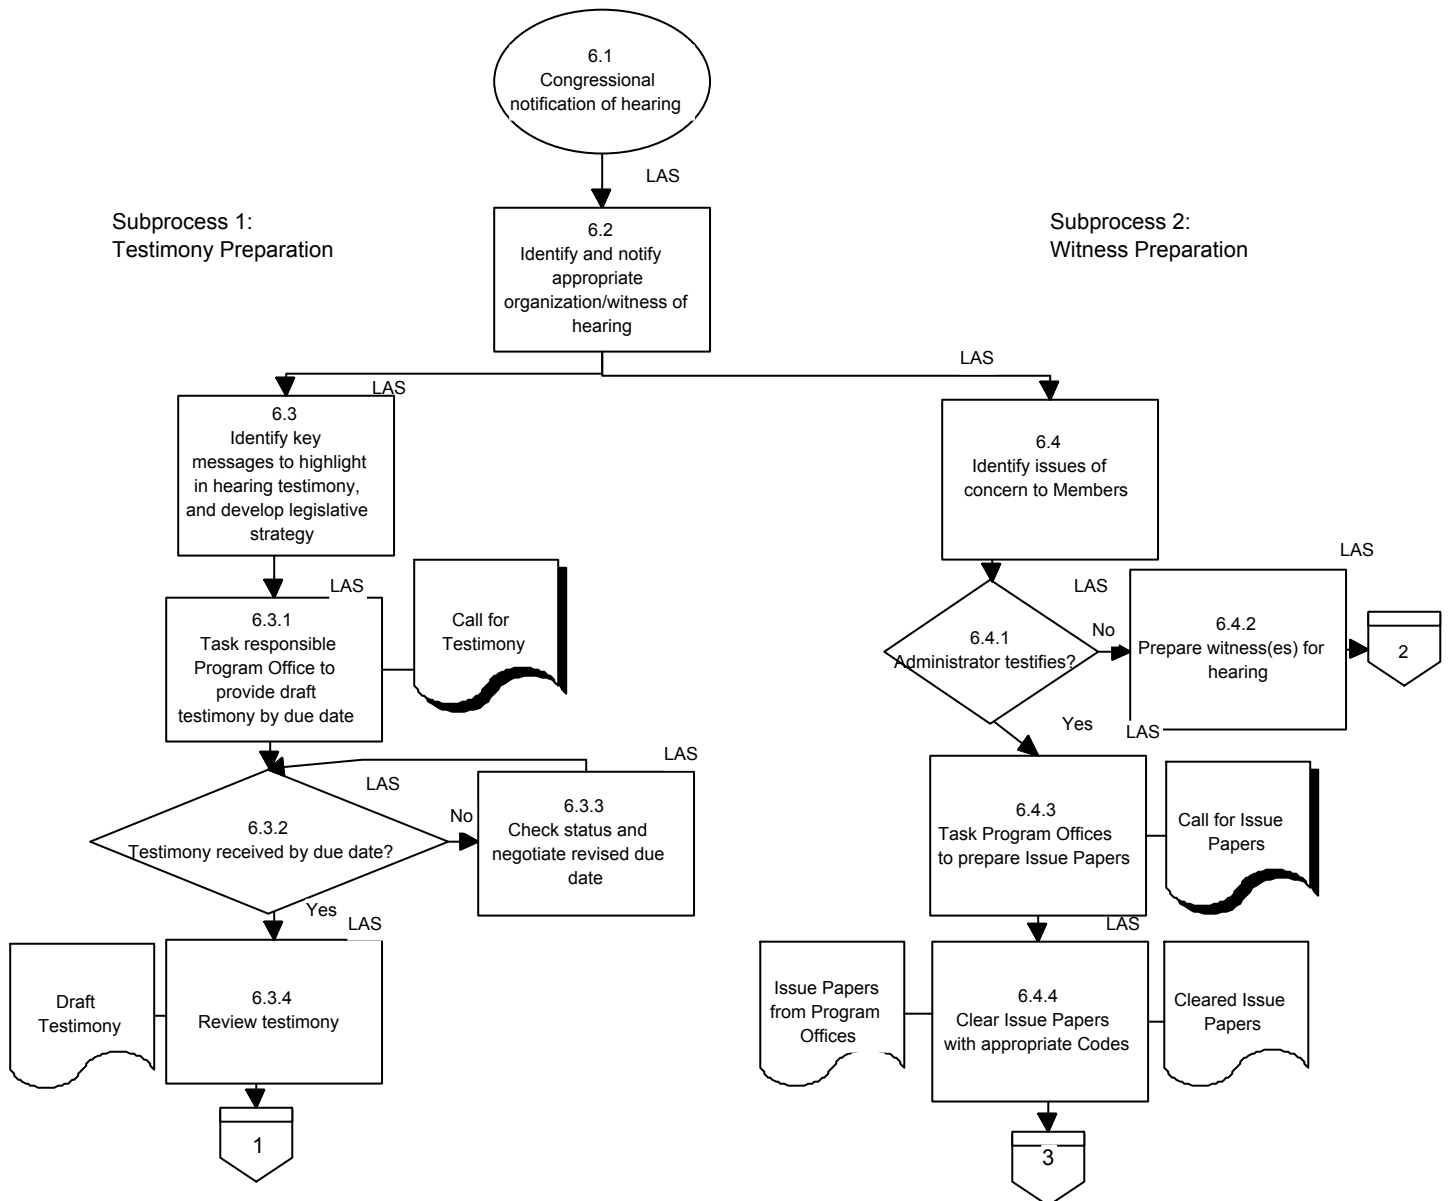 6.1
Congressional
notification of hearing
LAS
Subprocess 1:
Testimony Preparation
Subprocess 2:
Witness Preparation
6.2
Identify and notify
appropriate
organization/witness of
hearing
LAS
LAS
6.3
Identify key
messages to highlight
in hearing testimony,
and develop legislative
strategy
6.4
Identify issues of
concern to Members
LAS
6.3.1
Task responsible
Program Office to
provide draft
testimony by due date
Call for
Testimony
LAS
6.4.1
Administrator testifies?
No
LAS
6.4.2
Prepare witness(es) for
hearing
2
Yes
LAS
LAS
6.3.2
Testimony received by due date?
No
LAS
6.3.3
Check status and
negotiate revised due
date
6.4.3
Task Program Offices
to prepare Issue Papers
Call for Issue
Papers
Yes
LAS
Draft
Testimony
6.3.4
Review testimony
LAS
Issue Papers
from Program
Offices
6.4.4
Clear Issue Papers
with appropriate Codes
Cleared Issue
Papers
1
3